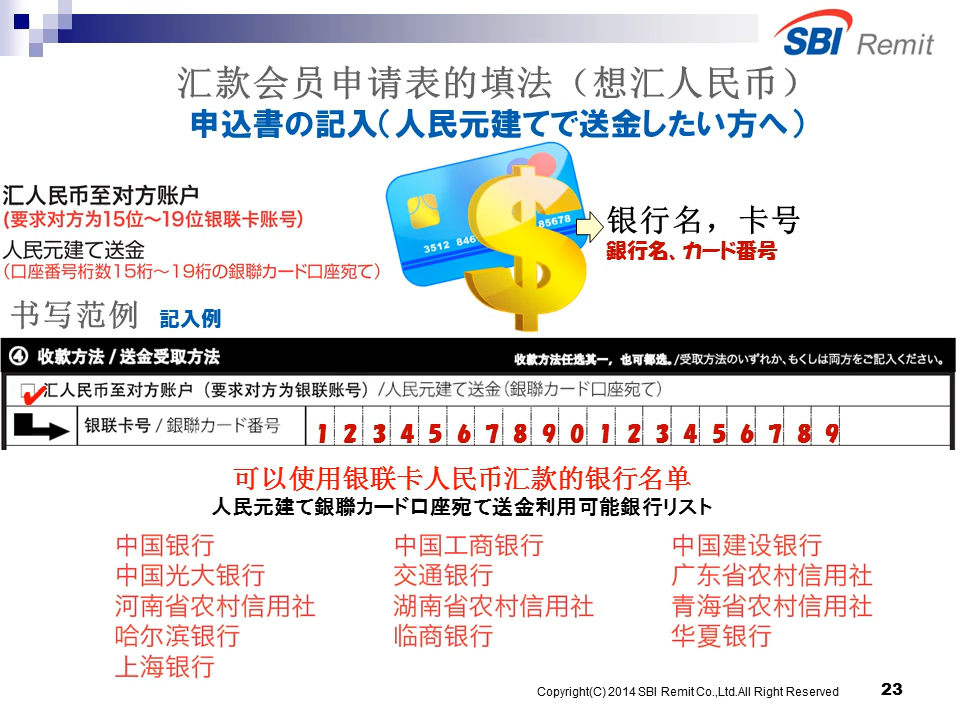 SBI Remit
汇款会员申请表的填法（想汇人民币）
申込書の記入（人民元建てで送金したい方へ）
汇人民币至对方账户
(要求对方为15位～19位银联卡账号)
人民元建て送金
（口座番号桁数15桁～19桁の銀聯カード口座宛て）
3512 846
85678
银行名，卡号
銀行名、カード番号
书写范例 記入例
④ 收款方法 / 送金受取方法
收款方法任选其一，也可都选。/受取方法のいずれか、もしくは両方をご記入ください。
汇人民币至对方账户（要求对方为银联账号）/人民元建て送金（銀聯カード口座宛て）
银联卡号 / 銀聯カード番号
1 2 3 4 5 6 7 8 9 0 1 2 3 4 5 6 7 8 9
可以使用银联卡人民币汇款的银行名单
人民元建て銀聯カード口座宛て送金利用可能銀行リスト
中国银行 中国工商银行 中国建设银行
中国光大银行 交通银行 广东省农村信用社
河南省农村信用社 湖南省农村信用社 青海省农村信用社
哈尔滨银行 临商银行 华夏银行
上海银行
Copyright(C) 2014 SBI Remit Co.,Ltd.All Right Reserved
23